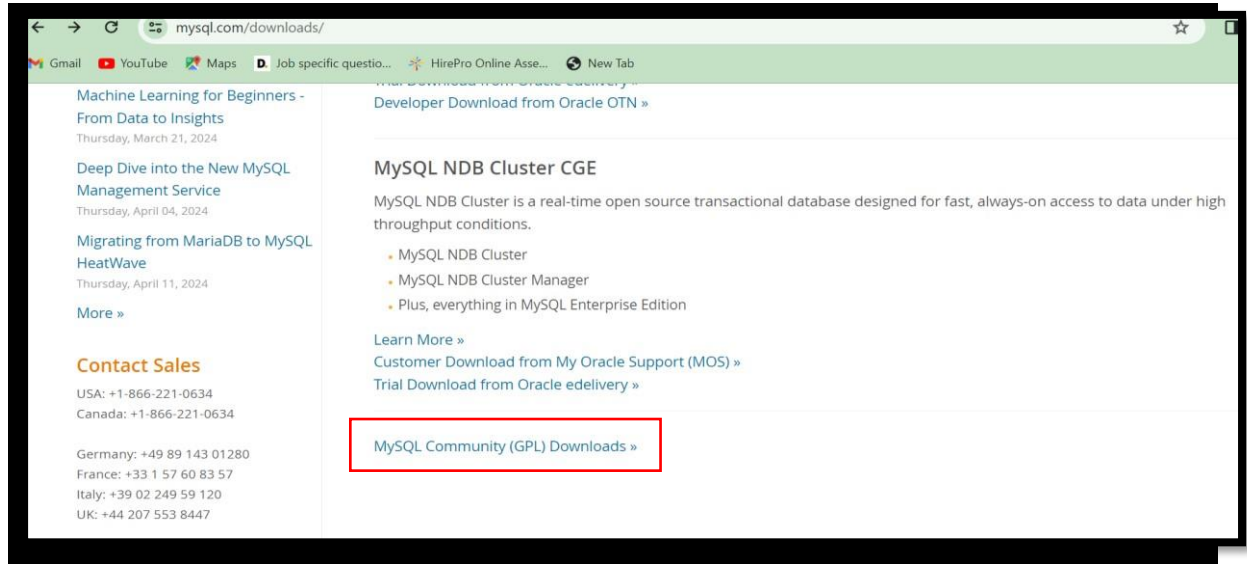 mysql.com/downloads/
Gmail YouTube Maps D. Job specific questio... HirePro Online Asse... New Tab
Machine Learning for Beginners -
From Data to Insights
Thursday, March 21, 2024
Deep Dive into the New MySQL
Management Service
Thursday, April 04, 2024
Migrating from MariaDB to MySQL
HeatWave
Thursday, April 11, 2024
More »
Contact Sales
USA: +1-866-221-0634
Canada: +1-866-221-0634
Germany: +49 89 143 01280
France: +33 1 57 60 83 57
Italy: +39 02 249 59 120
UK: +44 207 553 8447
Trial Download from Oracle edelivery »
Developer Download from Oracle OTN »
MySQL NDB Cluster CGE
MySQL NDB Cluster is a real-time open source transactional database designed for fast, always-on access to data under high
throughput conditions.
• MySQL NDB Cluster
• MySQL NDB Cluster Manager
• Plus, everything in MySQL Enterprise Edition
Learn More »
Customer Download from My Oracle Support (MOS) »
Trial Download from Oracle edelivery »
MySQL Community (GPL) Downloads »